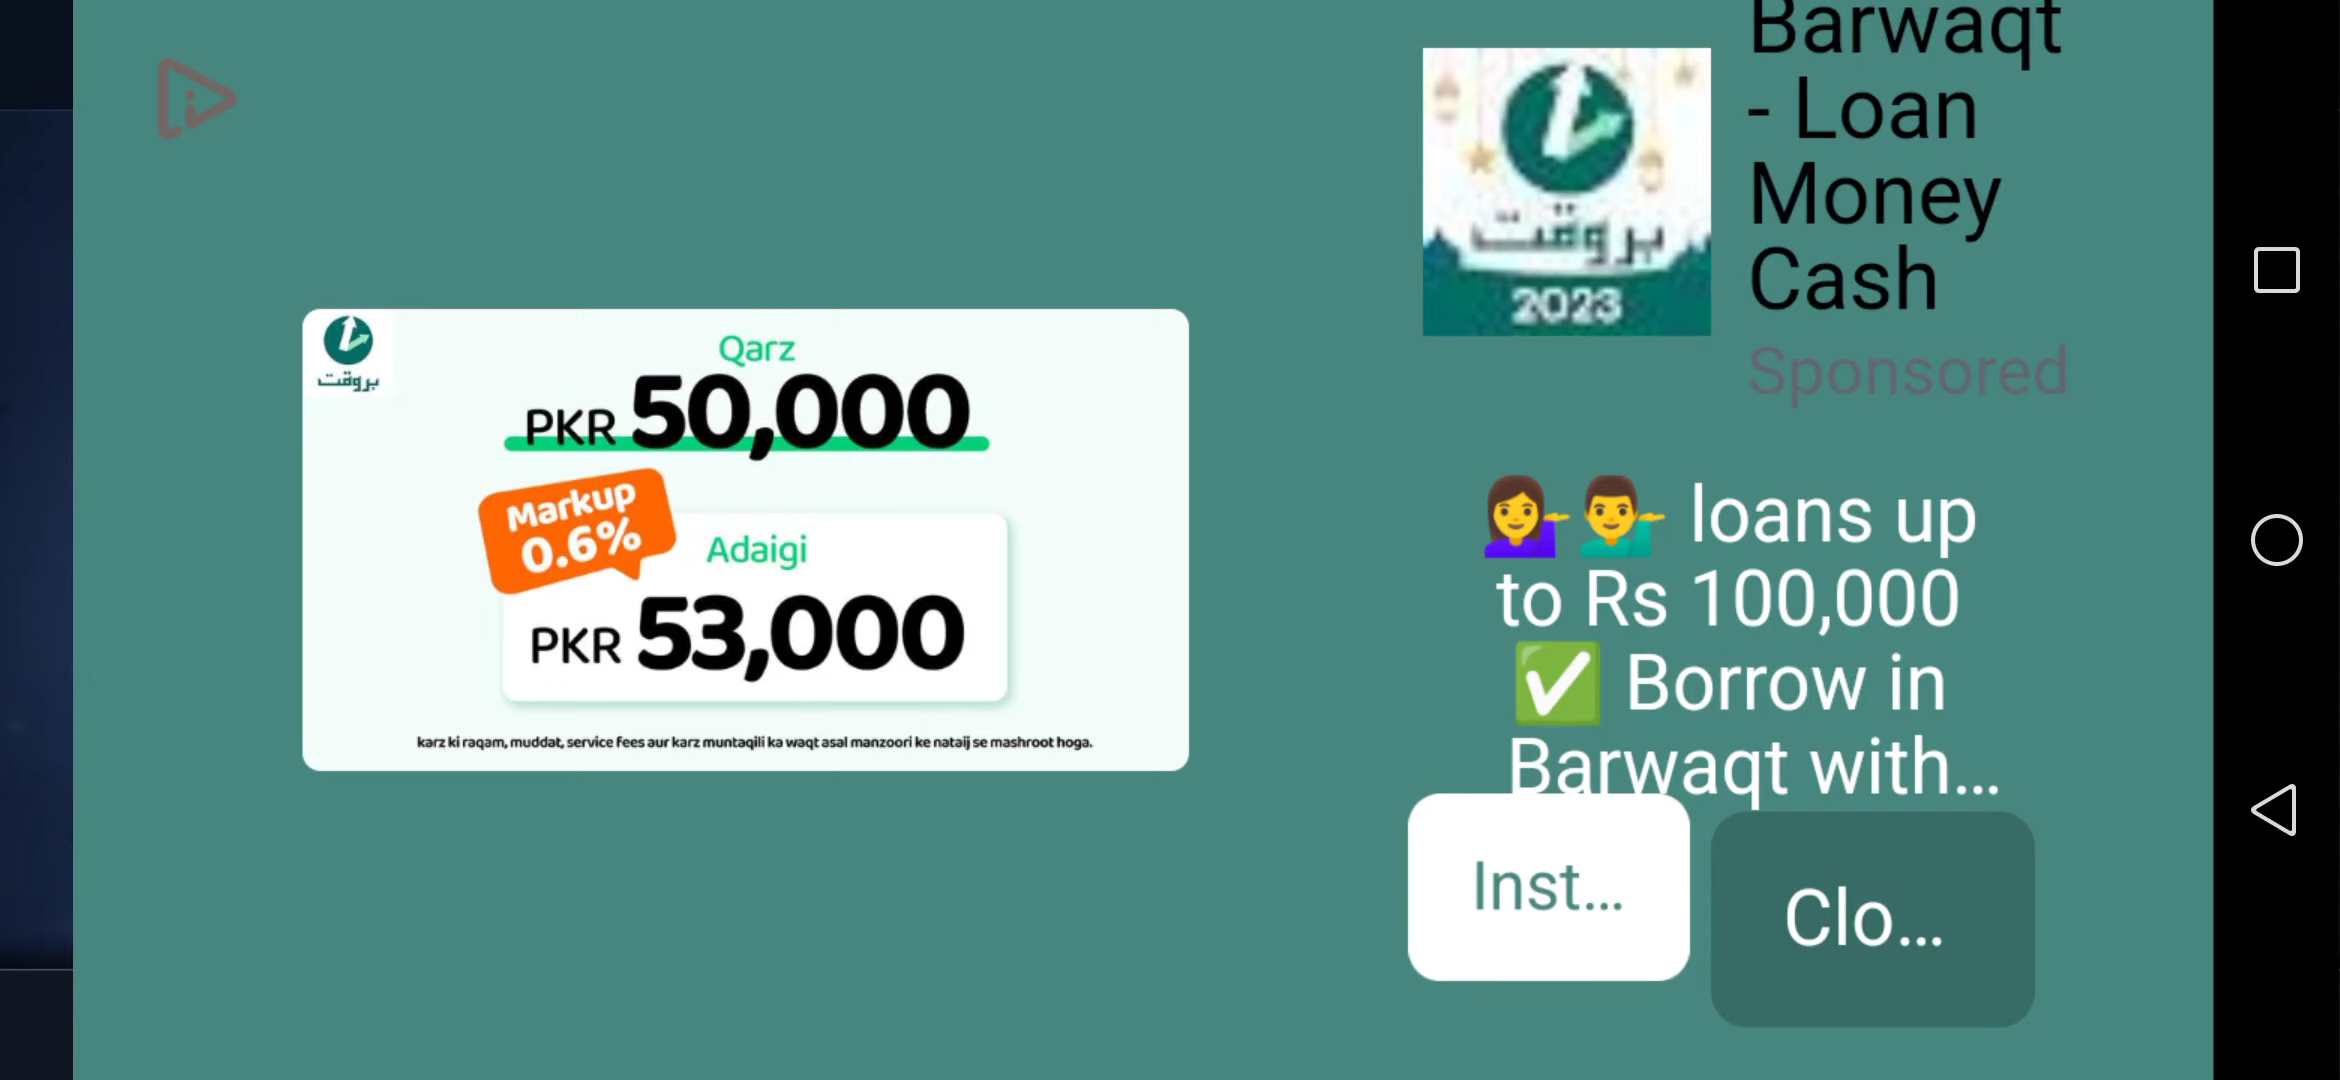 بروقت
Qarz
PKR 50,000
Markup
0.6%
Adaigi
PKR 53,000
karz ki raqam, muddat, service fees aur karz muntaqili ka waqt asal manzoori ke nataij se mashroot hoga.
بروقت
2023
Barwaqt
- Loan
Money
Cash
Sponsored
💁‍♀️💁‍♂️ loans up
to Rs 100,000
✅ Borrow in
Barwaqt with…
Inst…
Clo…